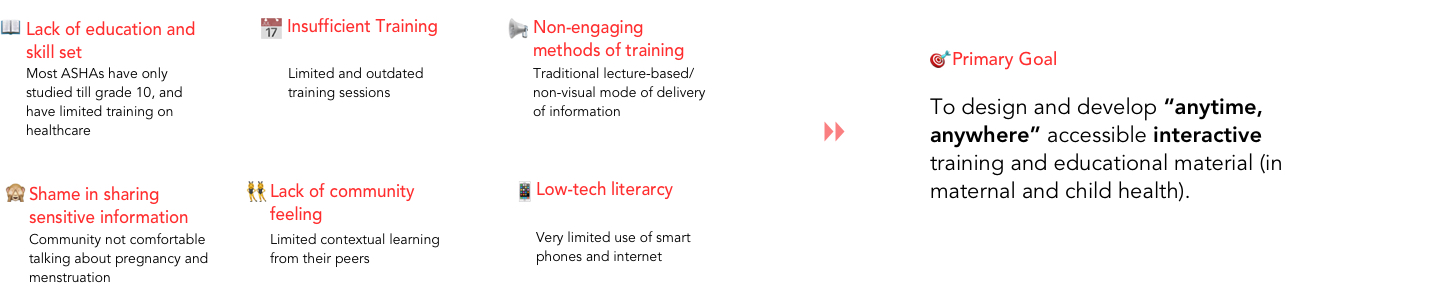 Lack of education and
skill set
Most ASHAs have only
studied till grade 10, and
have limited training on
healthcare
17
Insufficient Training
Limited and outdated
training sessions
Non-engaging
methods of training
Traditional lecture-based/
non-visual mode of delivery
of information
Shame in sharing
sensitive information
Community not comfortable
talking about pregnancy and
menstruation
Lack of community
feeling
Limited contextual learning
from their peers
Low-tech literarcy
Very limited use of smart
phones and internet
Primary Goal
To design and develop “anytime,
anywhere” accessible interactive
training and educational material (in
maternal and child health).